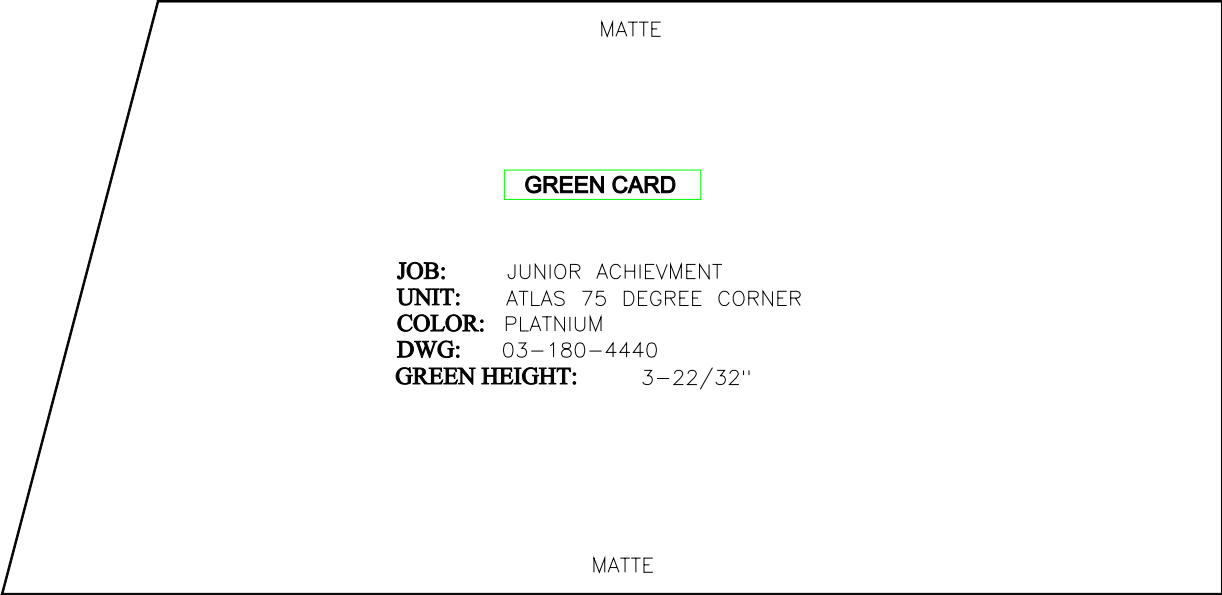 MATTE
GREEN CARD
JOB: JUNIOR ACHIEVMENT
UNIT: ATLAS 75 DEGREE CORNER
COLOR: PLATNIUM
DWG: 03-180-4440
GREEN HEIGHT: 3-22/32"
MATTE